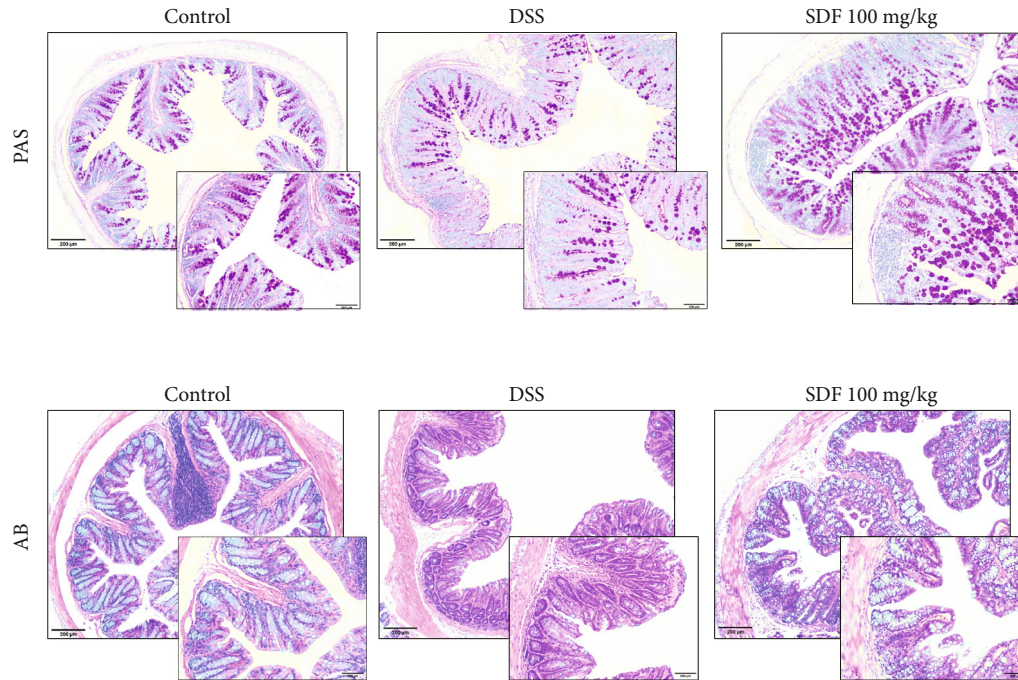 Control DSS SDF 100 mg/kg
PAS
200 µm 200 µm 200 µm
Control DSS SDF 100 mg/kg
AB
200 µm 200 µm 200 µm